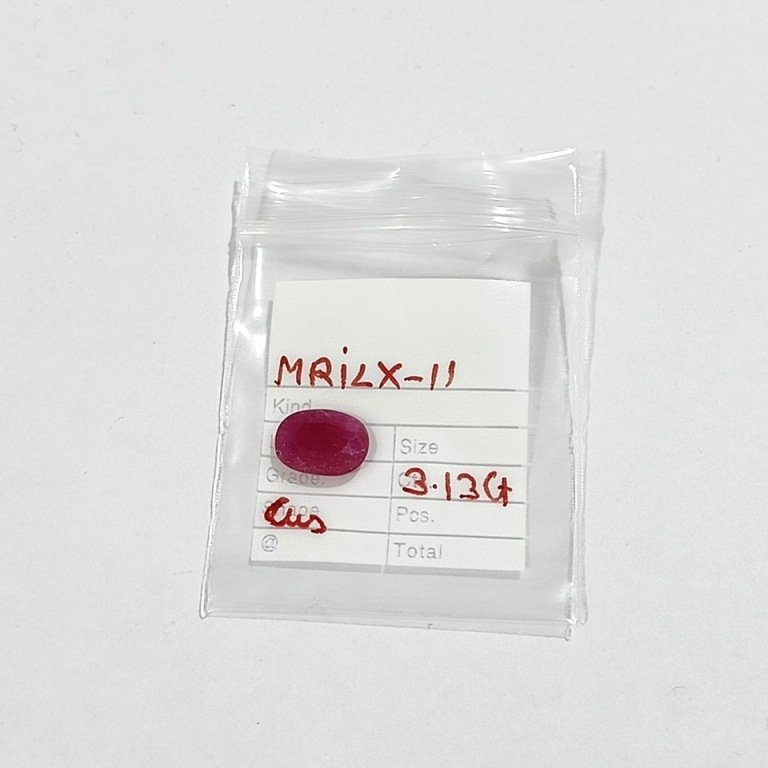 MRiLX-11
Kind
Size
Grade. 3.13Ct
Cus Pcs.
@ Total